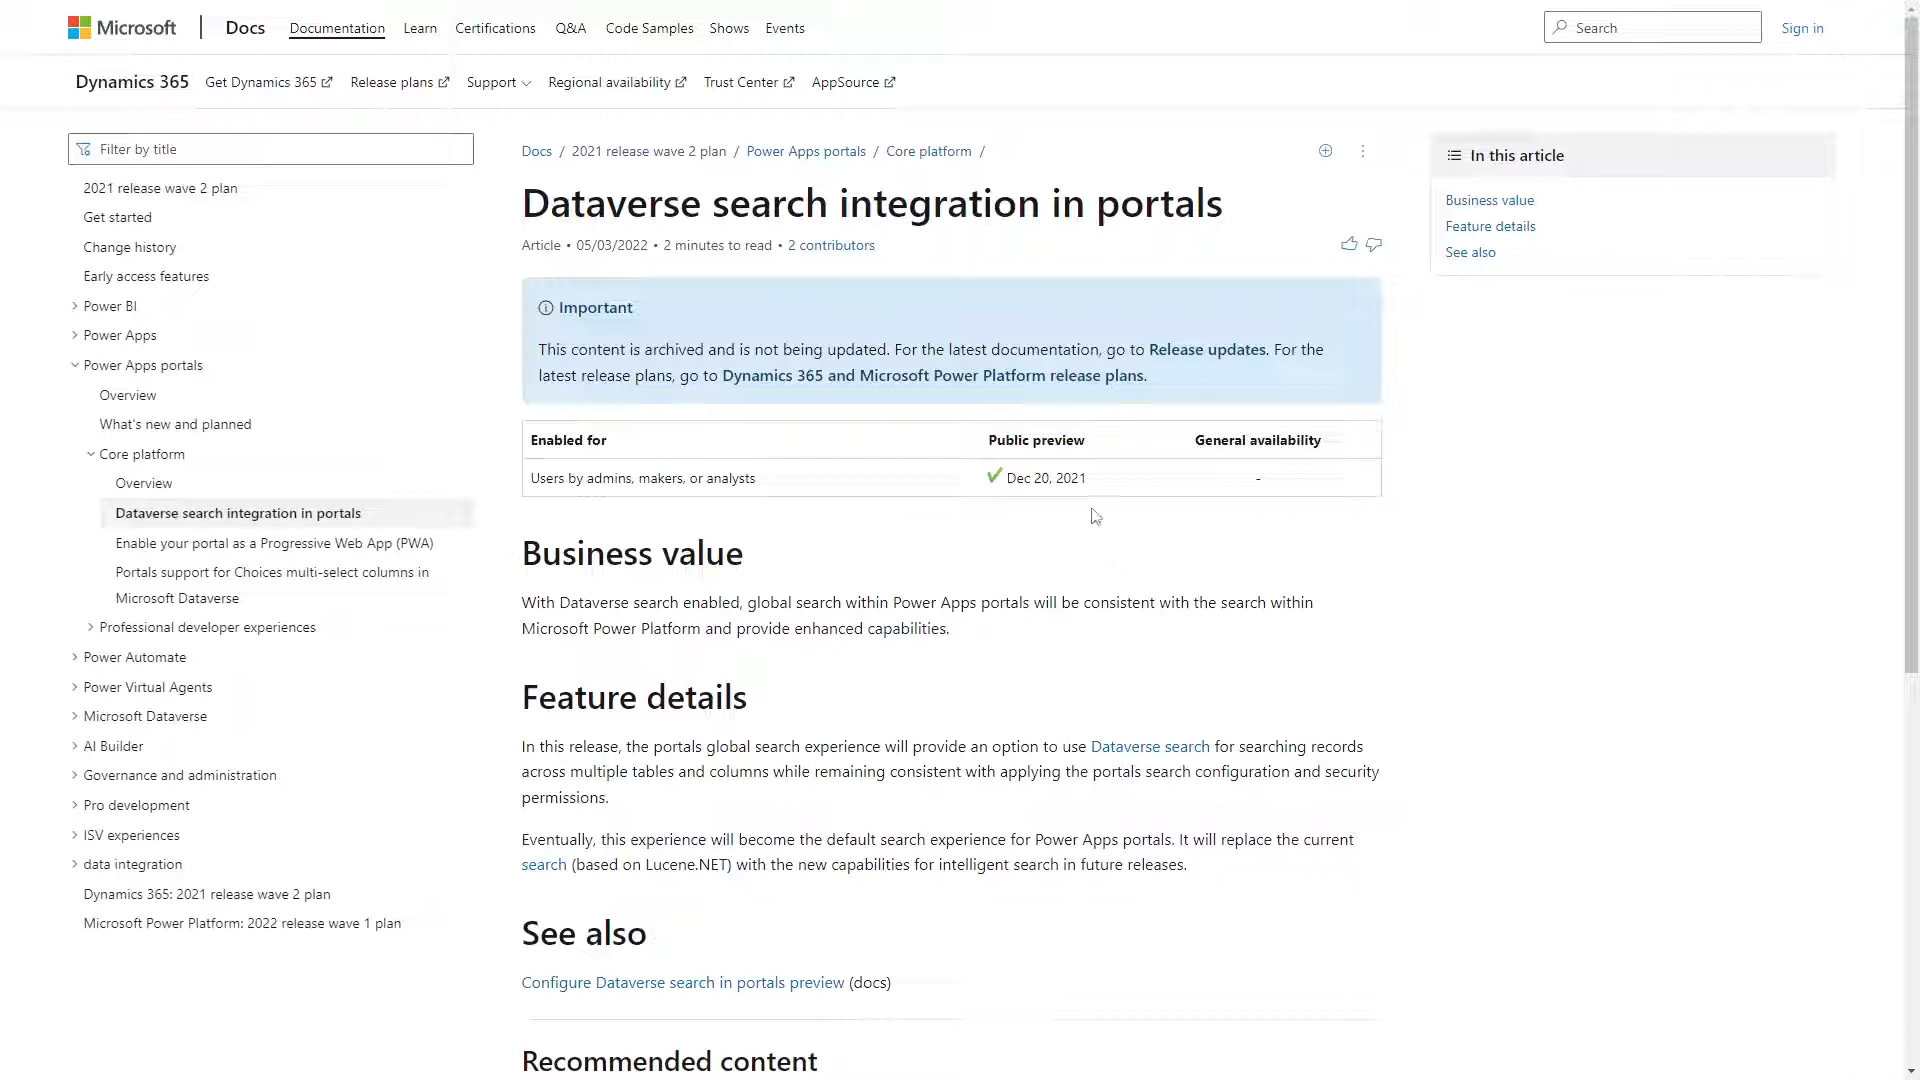 Microsoft
Docs
Documentation
Learn
Certifications
Q&A
Code Samples
Shows
Events
Search
Sign in
Dynamics 365
Get Dynamics 365
Release plans
Support
Regional availability
Trust Center
AppSource
Filter by title
2021 release wave 2 plan
Get started
Change history
Early access features
Power BI
Power Apps
Power Apps portals
Overview
What's new and planned
Core platform
Overview
Dataverse search integration in portals
Enable your portal as a Progressive Web App (PWA)
Portals support for Choices multi-select columns in
Microsoft Dataverse
Professional developer experiences
Power Automate
Power Virtual Agents
Microsoft Dataverse
AI Builder
Governance and administration
Pro development
ISV experiences
data integration
Dynamics 365: 2021 release wave 2 plan
Microsoft Power Platform: 2022 release wave 1 plan
Docs / 2021 release wave 2 plan / Power Apps portals / Core platform /
Dataverse search integration in portals
Article • 05/03/2022 • 2 minutes to read • 2 contributors
Important
This content is archived and is not being updated. For the latest documentation, go to Release updates. For the
latest release plans, go to Dynamics 365 and Microsoft Power Platform release plans.
Enabled for Public preview General availability
Users by admins, makers, or analysts Dec 20, 2021 -
Business value
With Dataverse search enabled, global search within Power Apps portals will be consistent with the search within
Microsoft Power Platform and provide enhanced capabilities.
Feature details
In this release, the portals global search experience will provide an option to use Dataverse search for searching records
across multiple tables and columns while remaining consistent with applying the portals search configuration and security
permissions.
Eventually, this experience will become the default search experience for Power Apps portals. It will replace the current
search (based on Lucene.NET) with the new capabilities for intelligent search in future releases.
See also
Configure Dataverse search in portals preview (docs)
Recommended content
In this article
Business value
Feature details
See also